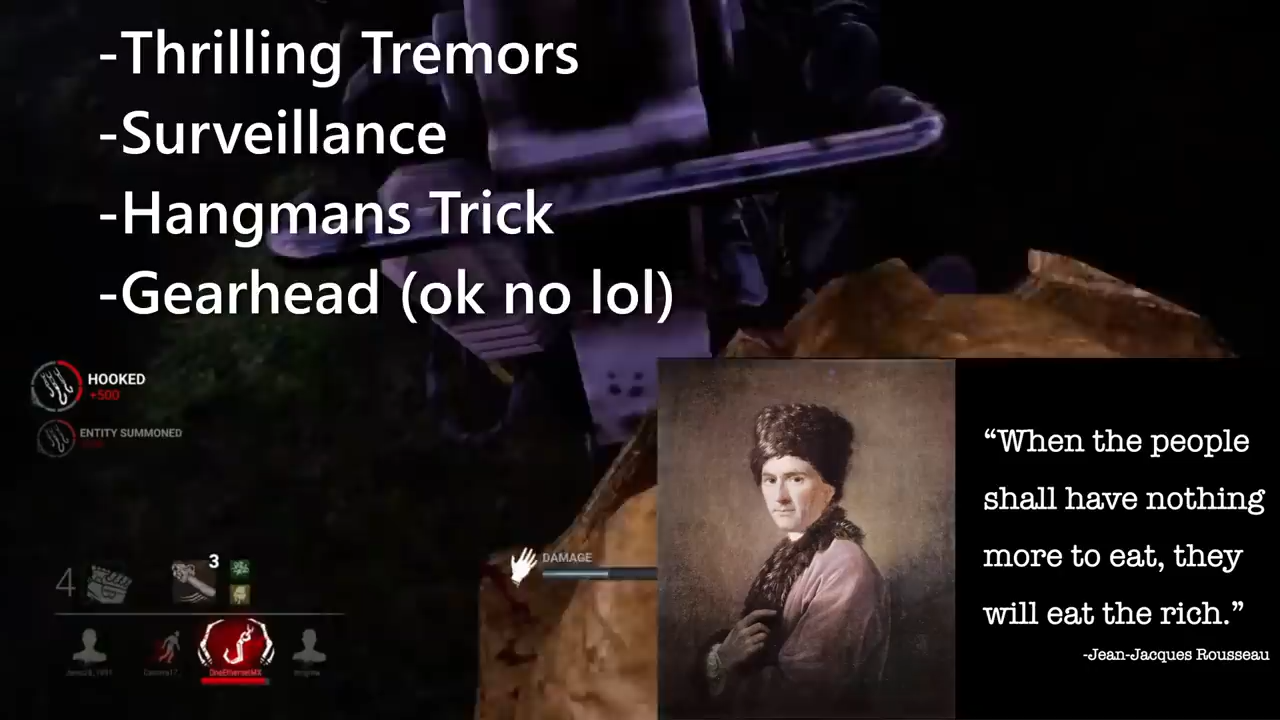 -Thrilling Tremors
-Surveillance
-Hangmans Trick
-Gearhead (ok no lol)
HOOKED
+500
ENTITY SUMMONED
DAMAGE
3
4
OneEthernetMX
“When the people
shall have nothing
more to eat, they
will eat the rich.”
-Jean-Jacques Rousseau